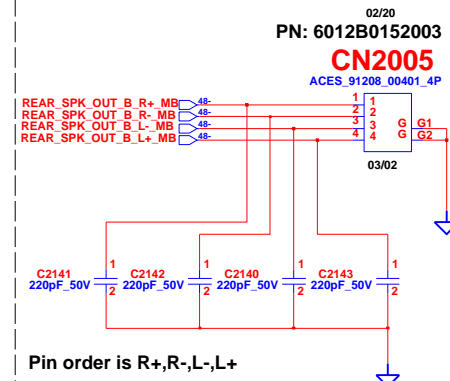 02/20
PN: 6012B0152003
CN2005
ACES_91208_00401_4P
REAR_SPK_OUT_B_R+_MB 48- 1 1
REAR_SPK_OUT_B_R-_MB 48- 2 2
REAR_SPK_OUT_B_L-_MB 48- 3 3 G G1
REAR_SPK_OUT_B_L+_MB 48- 4 4 G G2
03/02
1 1 1 1
C2141 C2142 C2140 C2143
220pF_50V 220pF_50V 220pF_50V 220pF_50V
2 2 2 2
Pin order is R+,R-,L-,L+